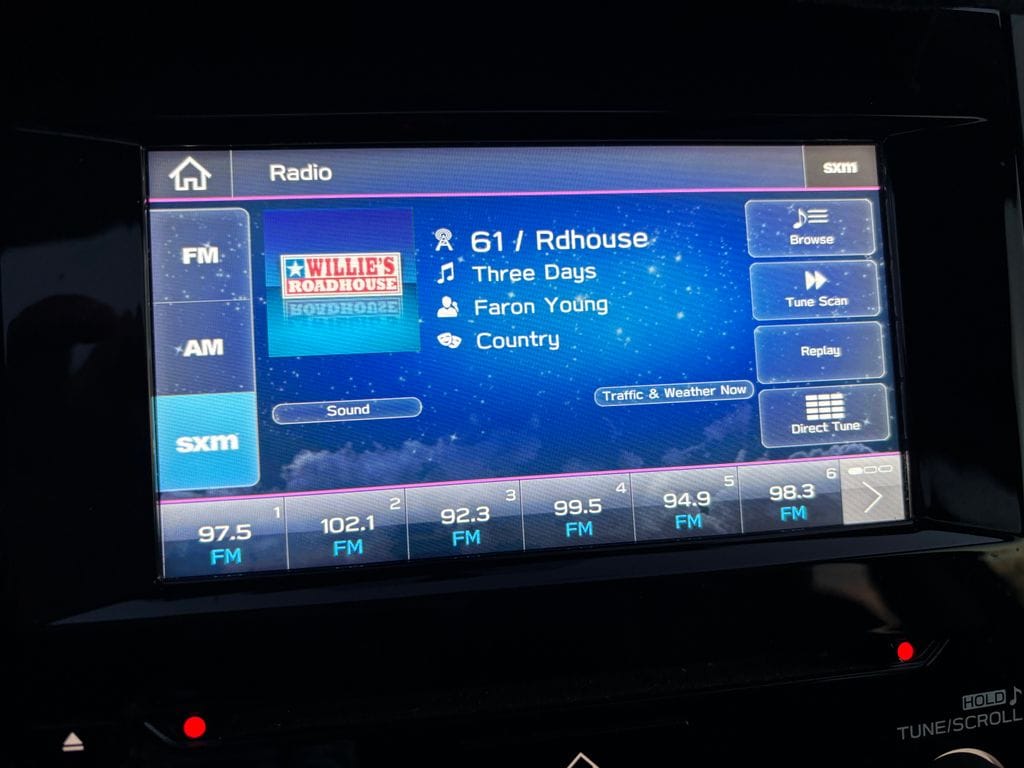 Radio
sxm
FM
AM
sxm
WILLIE'S
ROADHOUSE
61 / Rdhouse
Three Days
Faron Young
Country
Sound
Traffic & Weather Now
Browse
Tune Scan
Replay
Direct Tune
1
97.5
FM
2
102.1
FM
3
92.3
FM
4
99.5
FM
5
94.9
FM
6
98.3
FM
HOLD
TUNE/SCROLL